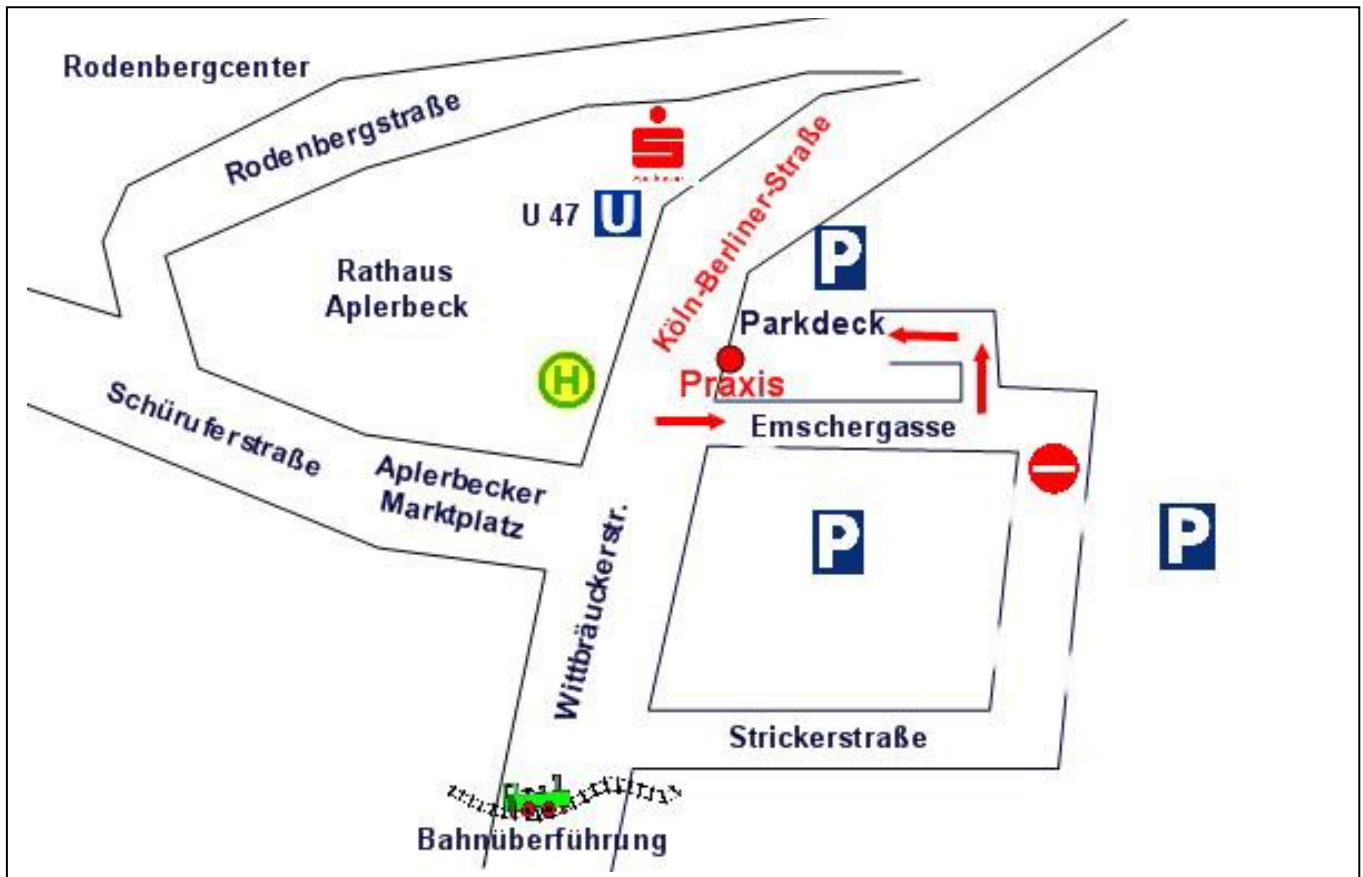 Rodenbergcenter
Rodenbergstraße
U 47
U
Köln-Berliner-Straße
Rathaus
Aplerbeck
P
Parkdeck
H
Praxis
Emschergasse
Schüruferstraße
Aplerbecker
Marktplatz
P
P
Wittbräuckerstr.
Strickerstraße
Bahnüberführung